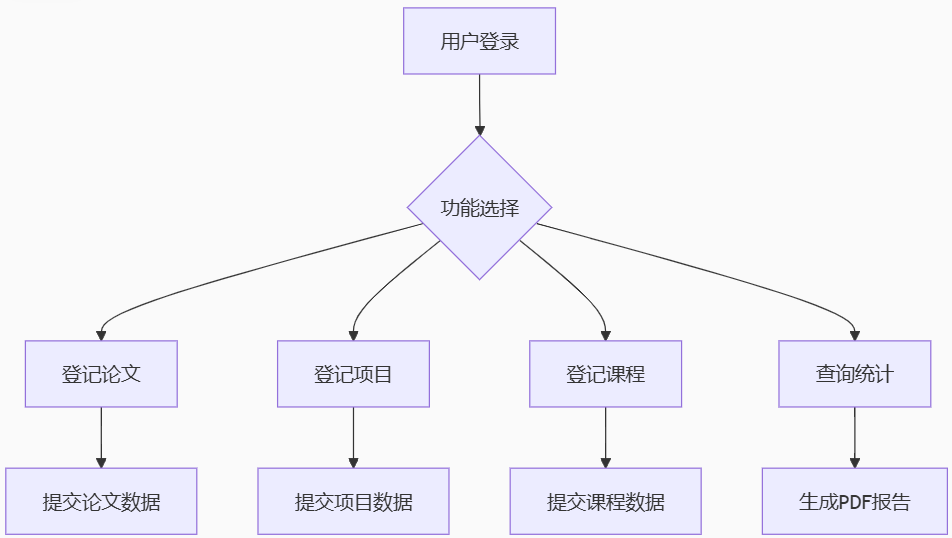 用户登录
功能选择
登记论文
登记项目
登记课程
查询统计
提交论文数据
提交项目数据
提交课程数据
生成PDF报告